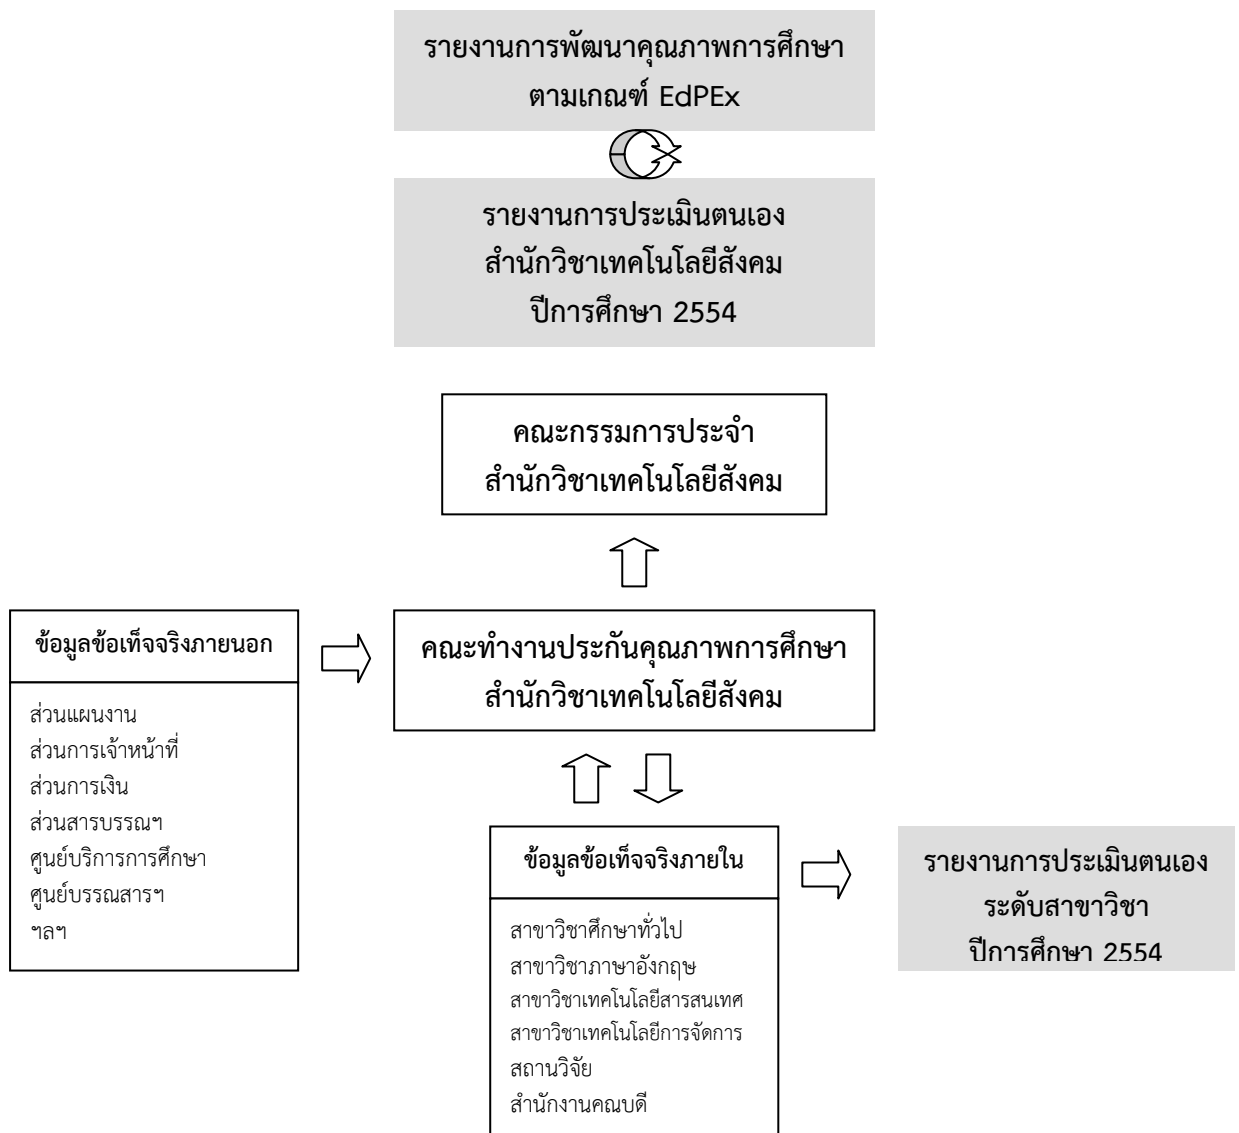 รายงานการพัฒนาคุณภาพการศึกษา
ตามเกณฑ์ EdPEx
รายงานการประเมินตนเอง
สำนักวิชาเทคโนโลยีสังคม
ปีการศึกษา 2554
คณะกรรมการประจำ
สำนักวิชาเทคโนโลยีสังคม
ข้อมูลข้อเท็จจริงภายนอก
ส่วนแผนงาน
ส่วนการเจ้าหน้าที่
ส่วนการเงิน
ส่วนสารบรรณฯ
ศูนย์บริการการศึกษา
ศูนย์บรรณสารฯ
ฯลฯ
คณะทำงานประกันคุณภาพการศึกษา
สำนักวิชาเทคโนโลยีสังคม
ข้อมูลข้อเท็จจริงภายใน
สาขาวิชาศึกษาทั่วไป
สาขาวิชาภาษาอังกฤษ
สาขาวิชาเทคโนโลยีสารสนเทศ
สาขาวิชาเทคโนโลยีการจัดการ
สถานวิจัย
สำนักงานคณบดี
รายงานการประเมินตนเอง
ระดับสาขาวิชา
ปีการศึกษา 2554